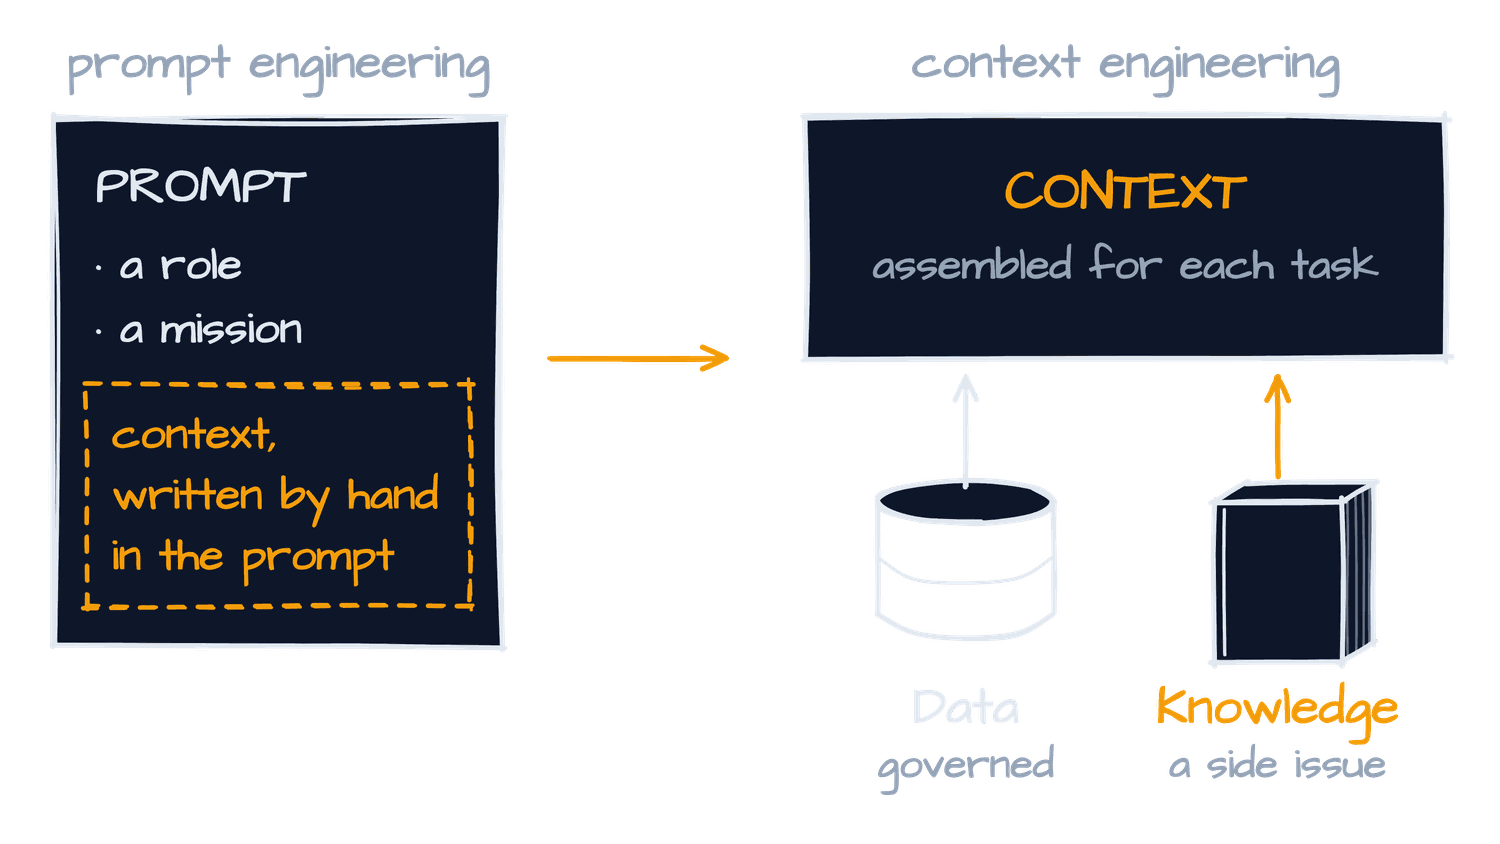 prompt engineering
PROMPT
· a role
· a mission
context,
written by hand
in the prompt
context engineering
CONTEXT
assembled for each task
Data
governed
Knowledge
a side issue